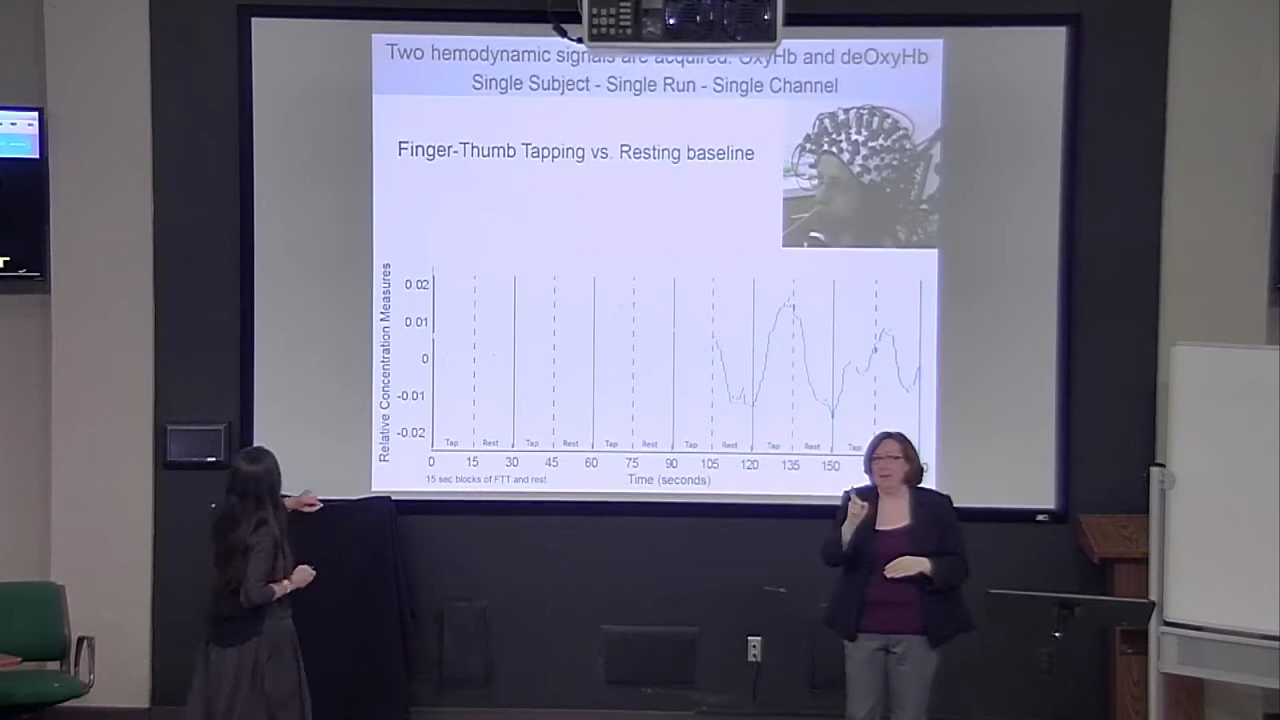 Two hemodynamic signals are acquired: OxyHb and deOxyHb
Single Subject - Single Run - Single Channel
Finger-Thumb Tapping vs. Resting baseline
Relative Concentration Measures
0.02
0.01
0
-0.01
-0.02
Tap Rest Tap Rest Tap Rest Tap Rest Tap Rest Tap
0 15 30 45 60 75 90 105 120 135 150
15 sec blocks of FTT and rest
Time (seconds)